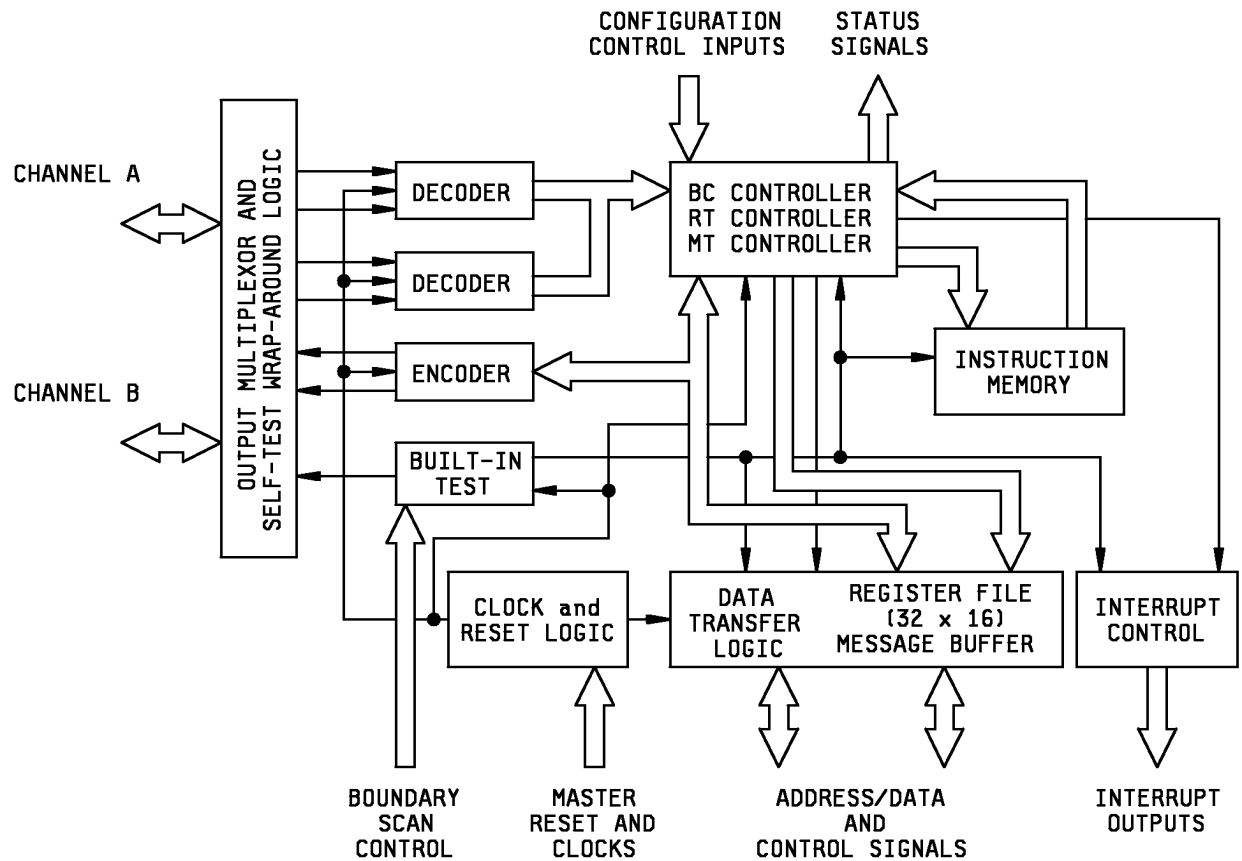 CONFIGURATION
CONTROL INPUTS
STATUS
SIGNALS
CHANNEL A
CHANNEL B
OUTPUT MULTIPLEXOR AND
SELF-TEST WRAP-AROUND LOGIC
DECODER
DECODER
ENCODER
BUILT-IN
TEST
BC CONTROLLER
RT CONTROLLER
MT CONTROLLER
INSTRUCTION
MEMORY
CLOCK and
RESET LOGIC
DATA
TRANSFER
LOGIC
REGISTER FILE
(32 x 16)
MESSAGE BUFFER
INTERRUPT
CONTROL
BOUNDARY
SCAN
CONTROL
MASTER
RESET AND
CLOCKS
ADDRESS/DATA
AND
CONTROL SIGNALS
INTERRUPT
OUTPUTS